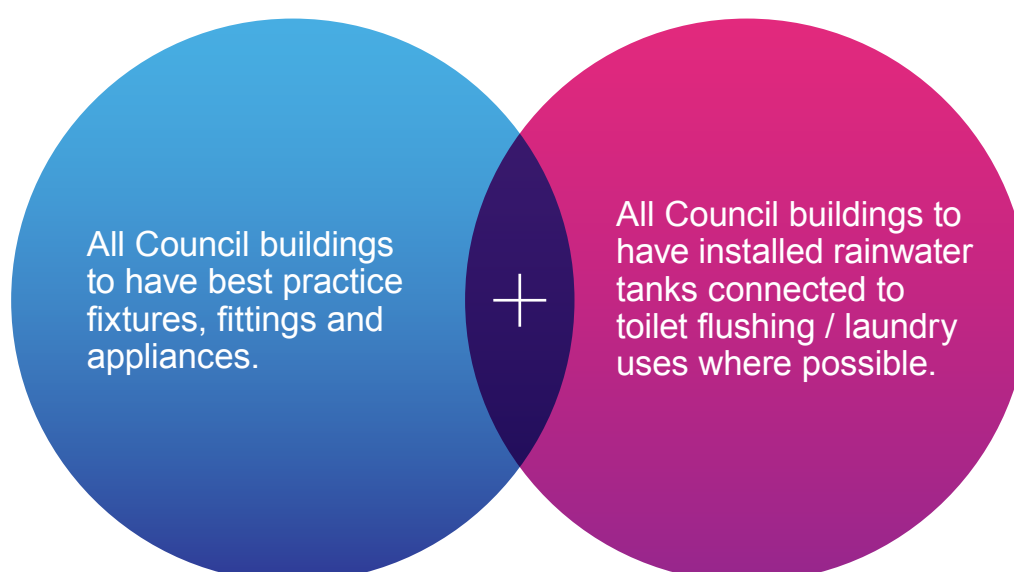 All Council buildings
to have best practice
fixtures, fittings and
appliances.
+
All Council buildings to
have installed rainwater
tanks connected to
toilet flushing / laundry
uses where possible.